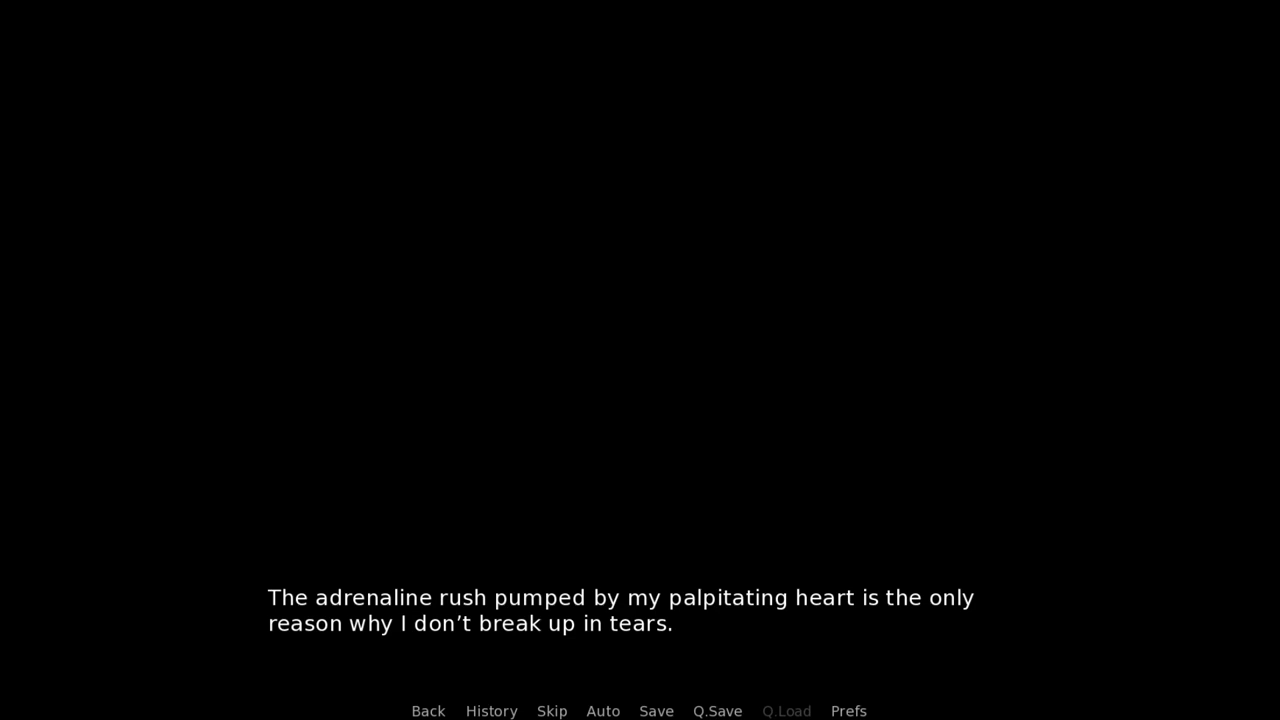 The adrenaline rush pumped by my palpitating heart is the only
reason why I don’t break up in tears.
Back History Skip Auto Save Q.Save Q.Load Prefs